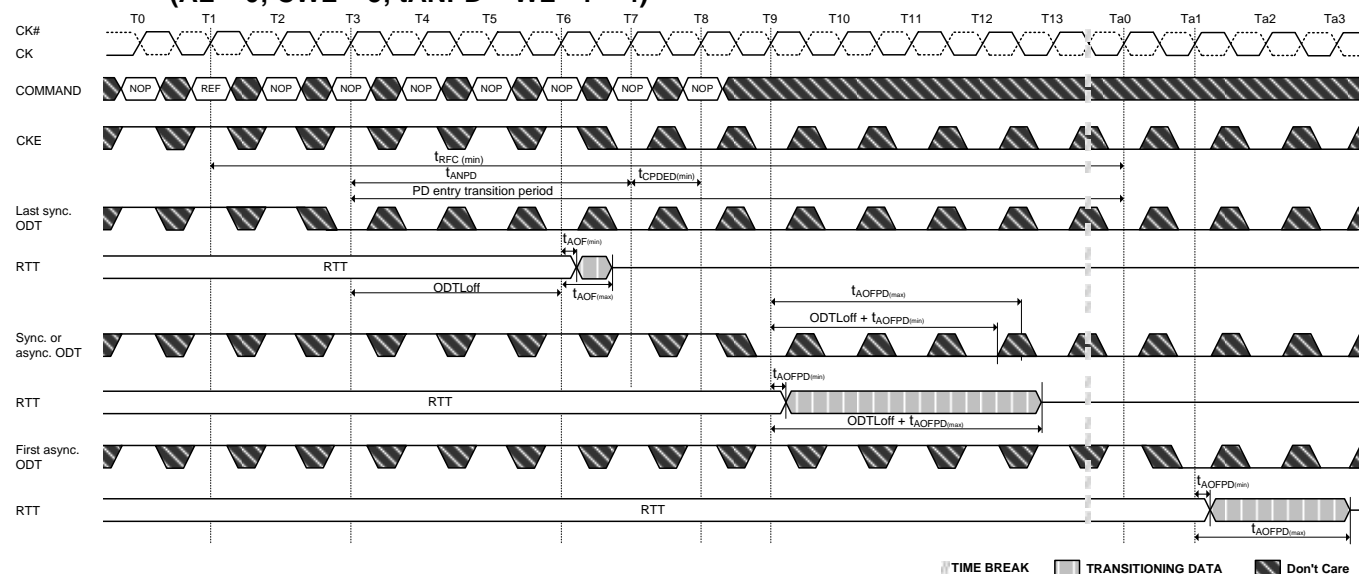 T0 T1 T2 T3 T4 T5 T6 T7 T8 T9 T10 T11 T12 T13 Ta0 Ta1 Ta2 Ta3
CK#
CK
COMMAND NOP REF NOP NOP NOP NOP NOP NOP NOP
CKE
tRFC (min)
tANPD tCPDED(min)
PD entry transition period
Last sync.
ODT
tAOF(min)
RTT RTT
ODTLoff tAOF(max)
tAOFPD(max)
ODTLoff + tAOFPD(min)
Sync. or
async. ODT
tAOFPD(min)
RTT RTT
ODTLoff + tAOFPD(max)
First async.
ODT
tAOFPD(min)
RTT RTT
tAOFPD(max)
TIME BREAK TRANSITIONING DATA Don't Care